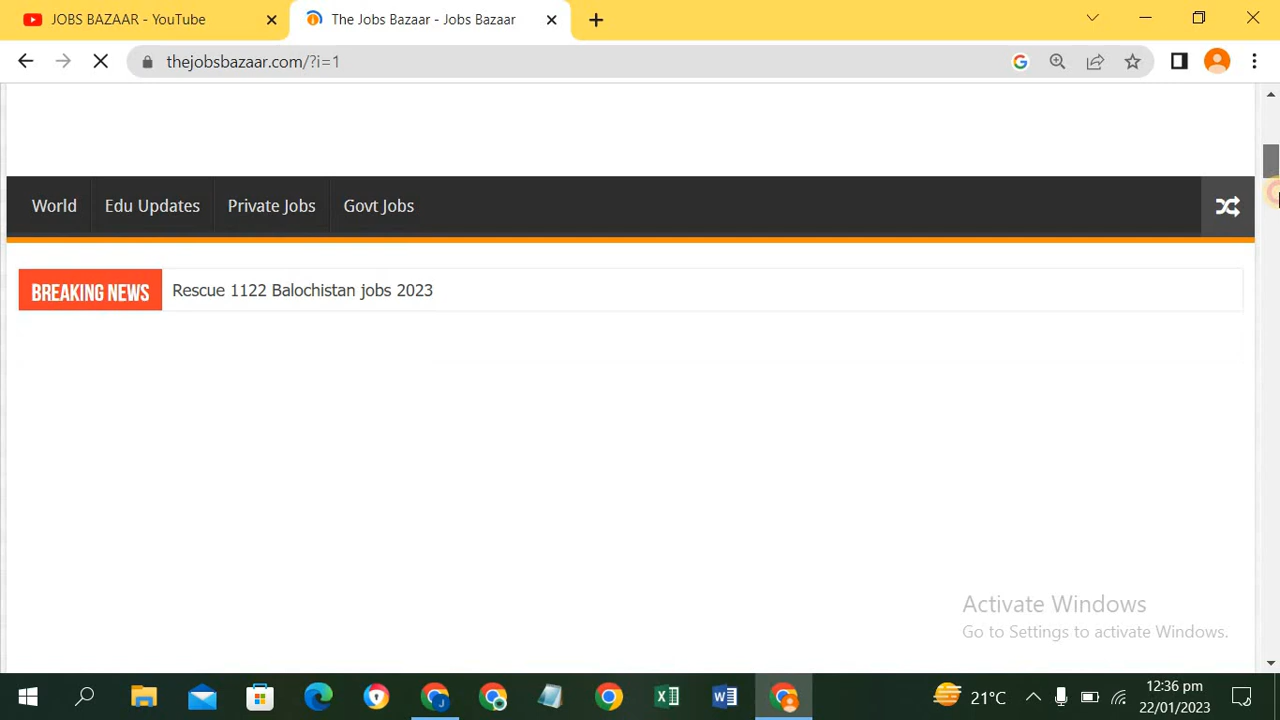 JOBS BAZAAR - YouTube
The Jobs Bazaar - Jobs Bazaar
thejobsbazaar.com/?i=1
World
Edu Updates
Private Jobs
Govt Jobs
BREAKING NEWS
Rescue 1122 Balochistan jobs 2023
Activate Windows
Go to Settings to activate Windows.
21°C
12:36 pm
22/01/2023